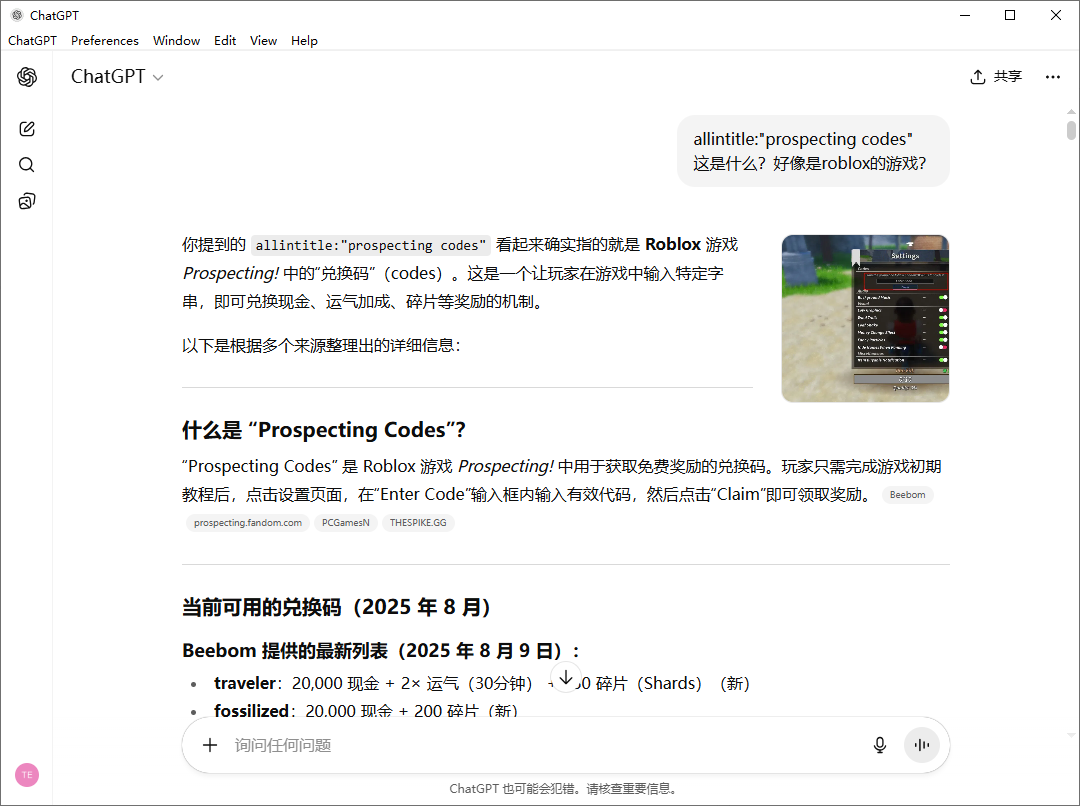 ChatGPT
ChatGPT Preferences Window Edit View Help
ChatGPT
共享
allintitle:"prospecting codes"
这是什么？好像是roblox的游戏？
你提到的 allintitle:"prospecting codes" 看起来确实指的就是 Roblox 游戏
Prospecting! 中的“兑换码”（codes）。这是一个让玩家在游戏中输入特定字
串，即可兑换现金、运气加成、碎片等奖励的机制。
Settings
以下是根据多个来源整理出的详细信息：
什么是 “Prospecting Codes”？
“Prospecting Codes” 是 Roblox 游戏 Prospecting! 中用于获取免费奖励的兑换码。玩家只需完成游戏初期
教程后，点击设置页面，在“Enter Code”输入框内输入有效代码，然后点击“Claim”即可领取奖励。 Beebom
prospecting.fandom.com PCGamesN THESPIKE.GG
当前可用的兑换码（2025 年 8 月）
Beebom 提供的最新列表（2025 年 8 月 9 日）：
• traveler：20,000 现金 + 2× 运气（30分钟） 碎片（Shards）（新）
• fossilized：20,000 现金 + 200 碎片（新）
询问任何问题
TE
ChatGPT 也可能会犯错。请核查重要信息。